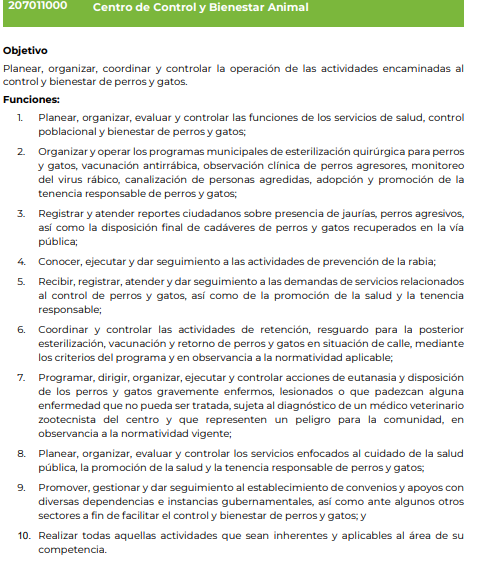 207011000 Centro de Control y Bienestar Animal
Objetivo
Planear, organizar, coordinar y controlar la operación de las actividades encaminadas al
control y bienestar de perros y gatos.
Funciones:
1. Planear, organizar, evaluar y controlar las funciones de los servicios de salud, control
poblacional y bienestar de perros y gatos;
2. Organizar y operar los programas municipales de esterilización quirúrgica para perros
y gatos, vacunación antirrábica, observación clínica de perros agresores, monitoreo
del virus rábico, canalización de personas agredidas, adopción y promoción de la
tenencia responsable de perros y gatos;
3. Registrar y atender reportes ciudadanos sobre presencia de jaurías, perros agresivos,
así como la disposición final de cadáveres de perros y gatos recuperados en la vía
pública;
4. Conocer, ejecutar y dar seguimiento a las actividades de prevención de la rabia;
5. Recibir, registrar, atender y dar seguimiento a las demandas de servicios relacionados
al control de perros y gatos, así como de la promoción de la salud y la tenencia
responsable;
6. Coordinar y controlar las actividades de retención, resguardo para la posterior
esterilización, vacunación y retorno de perros y gatos en situación de calle, mediante
los criterios del programa y en observancia a la normatividad aplicable;
7. Programar, dirigir, organizar, ejecutar y controlar acciones de eutanasia y disposición
de los perros y gatos gravemente enfermos, lesionados o que padezcan alguna
enfermedad que no pueda ser tratada, sujeta al diagnóstico de un médico veterinario
zootecnista del centro y que representen un peligro para la comunidad, en
observancia a la normatividad vigente;
8. Planear, organizar, evaluar y controlar los servicios enfocados al cuidado de la salud
pública, la promoción de la salud y la tenencia responsable de perros y gatos;
9. Promover, gestionar y dar seguimiento al establecimiento de convenios y apoyos con
diversas dependencias e instancias gubernamentales, así como ante algunos otros
sectores a fin de facilitar el control y bienestar de perros y gatos; y
10. Realizar todas aquellas actividades que sean inherentes y aplicables al área de su
competencia.